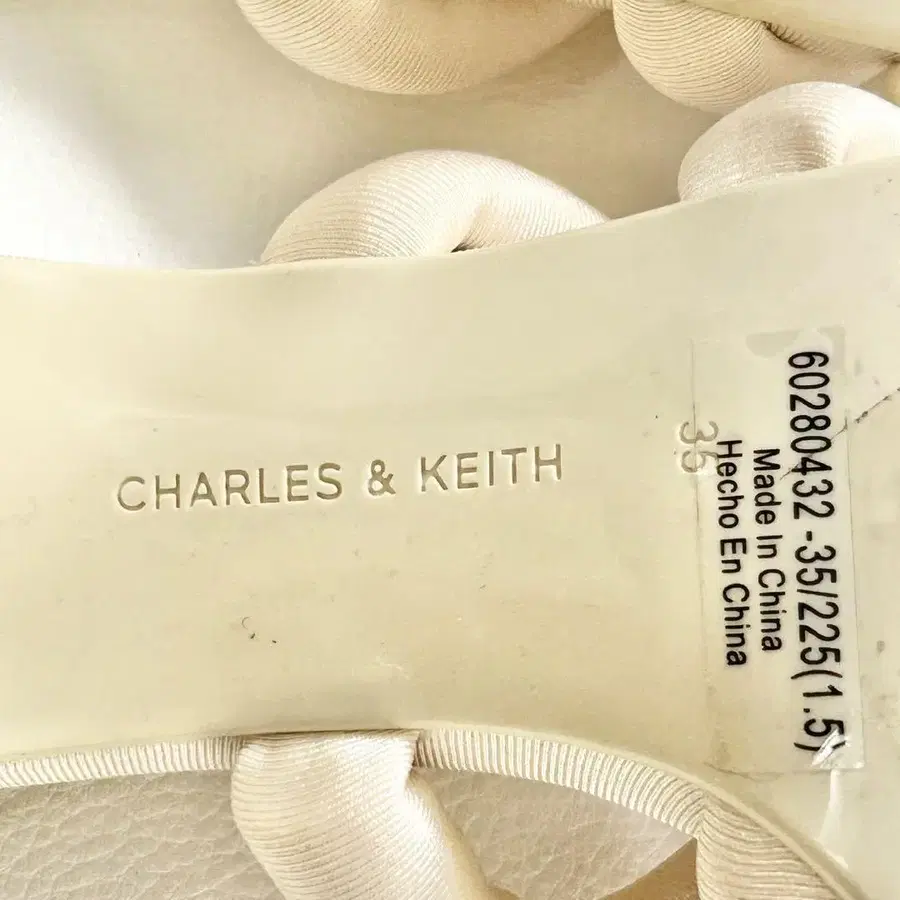 CHARLES & KEITH
35
60280432 -35/225(1.5)
Made In China
Hecho En China